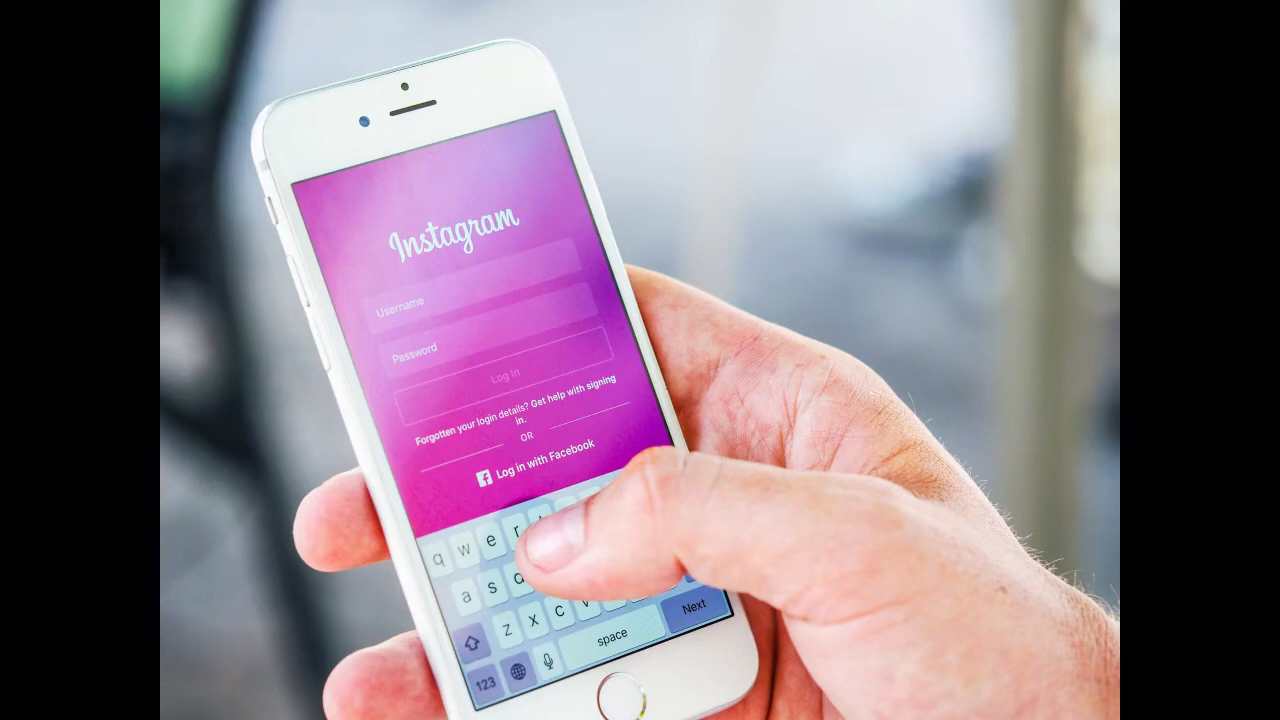 Instagram
Username
Password
Log In
Forgotten your login details? Get help with signing
in.
OR
Log in with Facebook
q w e r
a s d
z x c v
123 space Next